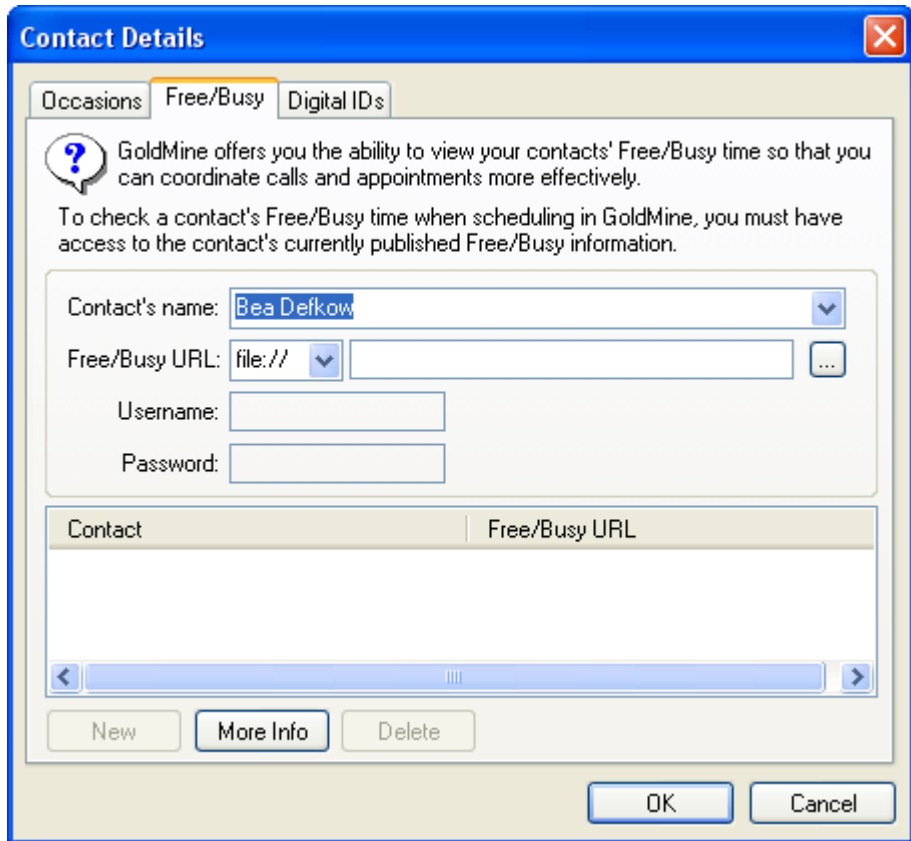 Contact Details
Occasions Free/Busy Digital IDs
GoldMine offers you the ability to view your contacts' Free/Busy time so that you
can coordinate calls and appointments more effectively.
To check a contact's Free/Busy time when scheduling in GoldMine, you must have
access to the contact's currently published Free/Busy information.
Contact's name: Bea Defkow
Free/Busy URL: file:// ...
Username:
Password:
Contact Free/Busy URL
New More Info Delete
OK Cancel